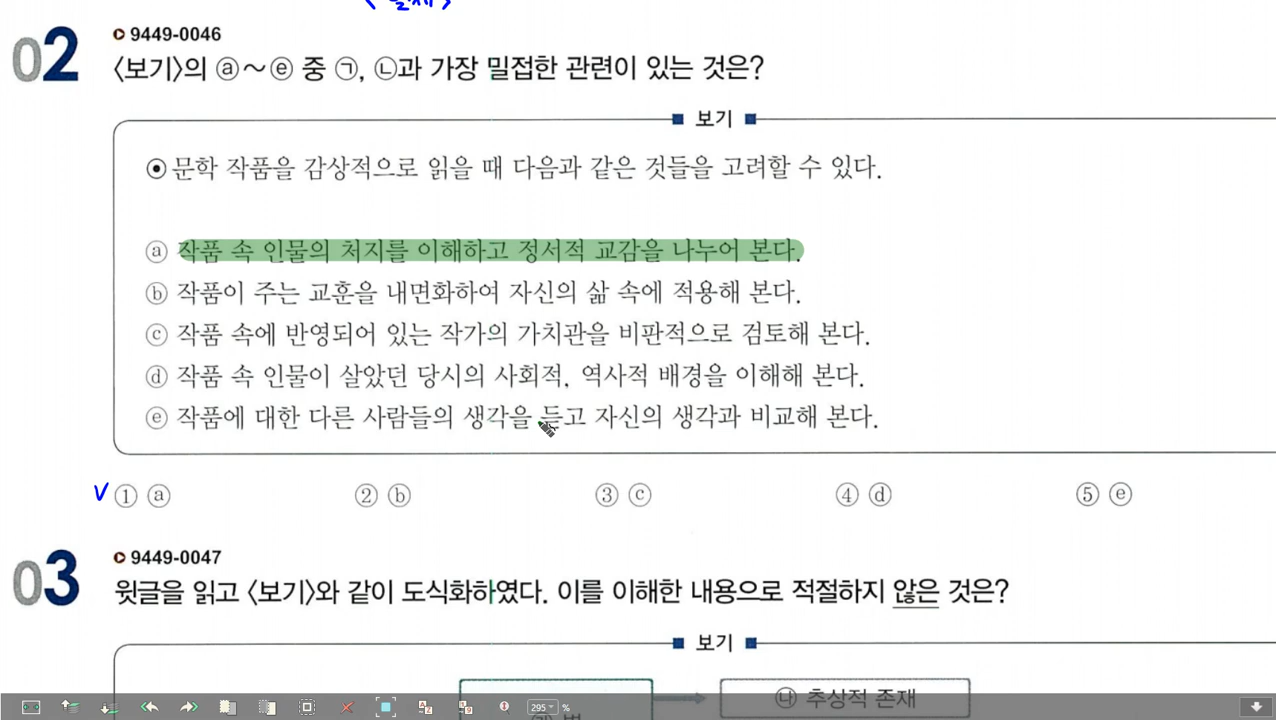 02
9449-0046
〈보기〉의 ⓐ～ⓔ 중 ㉠, ㉡과 가장 밀접한 관련이 있는 것은?
보기
⊙ 문학 작품을 감상적으로 읽을 때 다음과 같은 것들을 고려할 수 있다.
ⓐ 작품 속 인물의 처지를 이해하고 정서적 교감을 나누어 본다.
ⓑ 작품이 주는 교훈을 내면화하여 자신의 삶 속에 적용해 본다.
ⓒ 작품 속에 반영되어 있는 작가의 가치관을 비판적으로 검토해 본다.
ⓓ 작품 속 인물이 살았던 당시의 사회적, 역사적 배경을 이해해 본다.
ⓔ 작품에 대한 다른 사람들의 생각을 듣고 자신의 생각과 비교해 본다.
V ① ⓐ ② ⓑ ③ ⓒ ④ ⓓ ⑤ ⓔ
03
9449-0047
윗글을 읽고 〈보기〉와 같이 도식화하였다. 이를 이해한 내용으로 적절하지 않은 것은?
보기
㉯ 추상적 존재
295 %